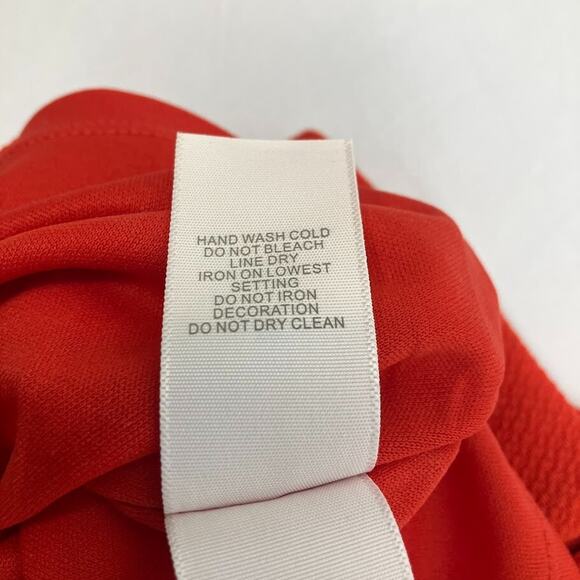 HAND WASH COLD
DO NOT BLEACH
LINE DRY
IRON ON LOWEST
SETTING
DO NOT IRON
DECORATION
DO NOT DRY CLEAN